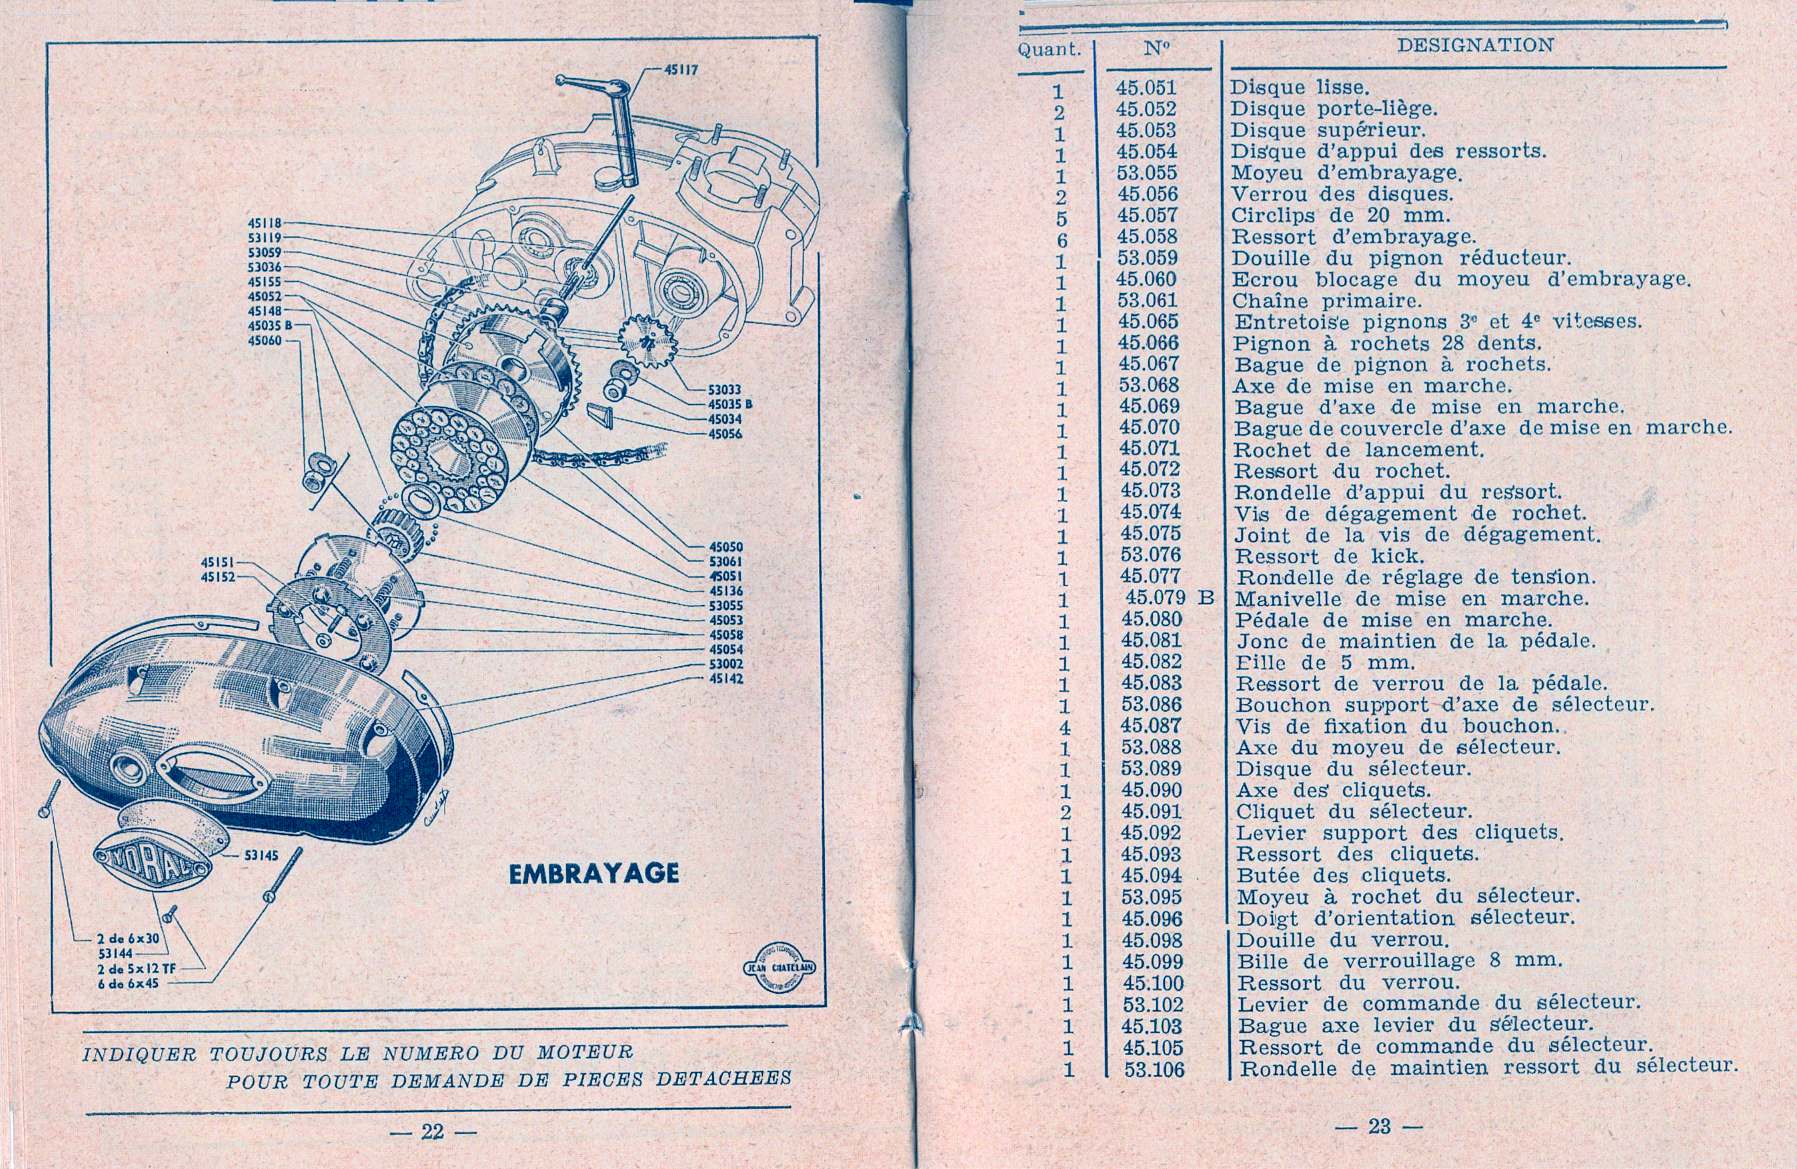 45117
45118
53119
53059
53036
45155
45052
45148
45035 B
45060
53033
45035 B
45034
45056
45050
53061
45051
45136
53055
45053
45058
45054
53002
45142
45151
45152
53145
2 de 6x30
53144
2 de 5x12 TF
6 de 6x45
EMBRAYAGE
JEAN CHATELAIN
INDIQUER TOUJOURS LE NUMERO DU MOTEUR
POUR TOUTE DEMANDE DE PIECES DETACHEES
— 22 —
Quant. N° DESIGNATION
1 45.051 Disque lisse.
2 45.052 Disque porte-liège.
1 45.053 Disque supérieur.
1 45.054 Disque d'appui des ressorts.
1 53.055 Moyeu d'embrayage.
2 45.056 Verrou des disques.
5 45.057 Circlips de 20 mm.
6 45.058 Ressort d'embrayage.
1 53.059 Douille du pignon réducteur.
1 45.060 Ecrou blocage du moyeu d'embrayage.
1 53.061 Chaîne primaire.
1 45.065 Entretoise pignons 3e et 4e vitesses.
1 45.066 Pignon à rochets 28 dents.
1 45.067 Bague de pignon à rochets.
1 53.068 Axe de mise en marche.
1 45.069 Bague d'axe de mise en marche.
1 45.070 Bague de couvercle d'axe de mise en marche.
1 45.071 Rochet de lancement.
1 45.072 Ressort du rochet.
1 45.073 Rondelle d'appui du ressort.
1 45.074 Vis de dégagement de rochet.
1 45.075 Joint de la vis de dégagement.
1 53.076 Ressort de kick.
1 45.077 Rondelle de réglage de tension.
1 45.079 B Manivelle de mise en marche.
1 45.080 Pédale de mise en marche.
1 45.081 Jonc de maintien de la pédale.
1 45.082 Bille de 5 mm.
1 45.083 Ressort de verrou de la pédale.
1 53.086 Bouchon support d'axe de sélecteur.
4 45.087 Vis de fixation du bouchon.
1 53.088 Axe du moyeu de sélecteur.
1 53.089 Disque du sélecteur.
1 45.090 Axe des cliquets.
2 45.091 Cliquet du sélecteur.
1 45.092 Levier support des cliquets.
1 45.093 Ressort des cliquets.
1 45.094 Butée des cliquets.
1 53.095 Moyeu à rochet du sélecteur.
1 45.096 Doigt d'orientation sélecteur.
1 45.098 Douille du verrou.
1 45.099 Bille de verrouillage 8 mm.
1 45.100 Ressort du verrou.
1 53.102 Levier de commande du sélecteur.
1 45.103 Bague axe levier du sélecteur.
1 45.105 Ressort de commande du sélecteur.
1 53.106 Rondelle de maintien ressort du sélecteur.
— 23 —